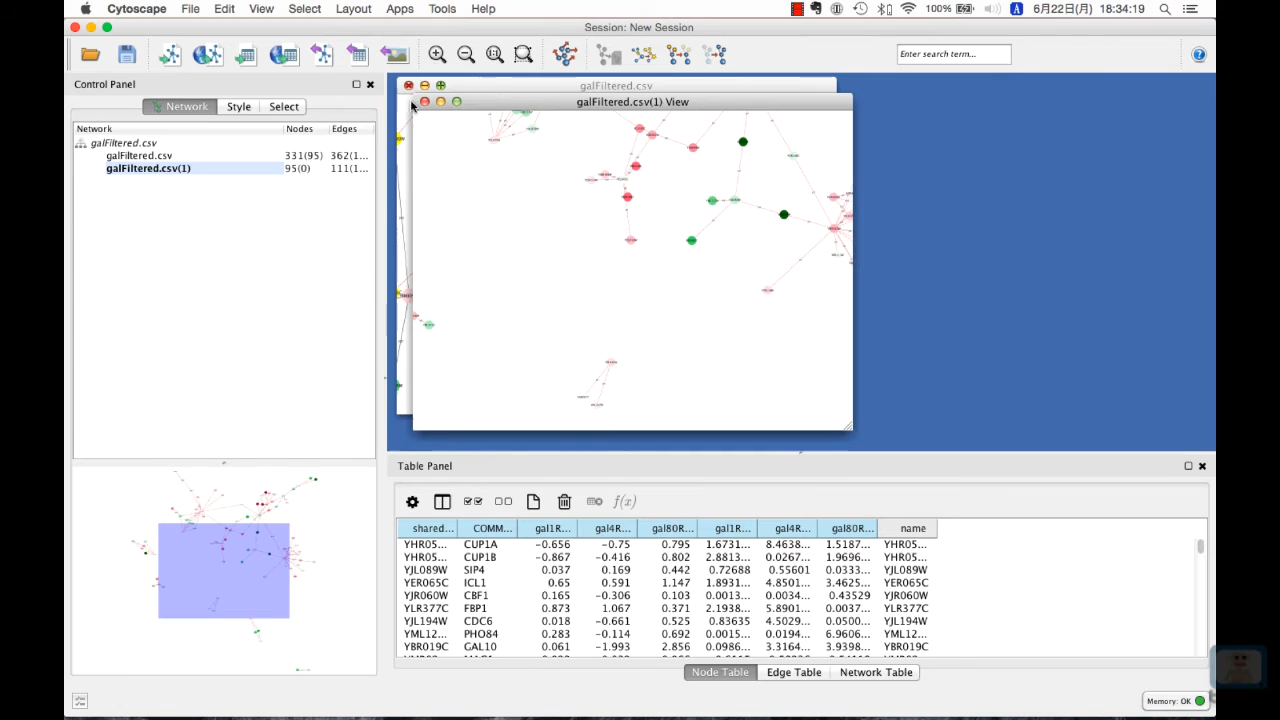 Cytoscape File Edit View Select Layout Apps Tools Help 100% A 6月22日(月) 18:34:19
Session: New Session
Enter search term...
Control Panel
Network Style Select
Network Nodes Edges
galFiltered.csv
galFiltered.csv 331(95) 362(1...
galFiltered.csv(1) 95(0) 111(1...
galFiltered.csv
galFiltered.csv(1) View
Table Panel
f(x)
shared... COMM... gal1R... gal4R... gal80R... gal1R... gal4R... gal80R... name
YHR05... CUP1A -0.656 -0.75 0.795 1.6731... 8.4638... 1.5187... YHR05...
YHR05... CUP1B -0.867 -0.416 0.802 2.8813... 0.0267... 1.9696... YHR05...
YJL089W SIP4 0.037 0.169 0.442 0.72688 0.55601 0.0333... YJL089W
YER065C ICL1 0.65 0.591 1.147 1.8931... 4.8501... 3.4625... YER065C
YJR060W CBF1 0.165 -0.306 0.103 0.0013... 0.0034... 0.43529 YJR060W
YLR377C FBP1 0.873 1.067 0.371 2.1938... 5.8901... 0.0037... YLR377C
YJL194W CDC6 0.018 -0.661 0.525 0.83635 4.5029... 0.0500... YJL194W
YML12... PHO84 0.283 -0.114 0.692 0.0015... 0.0194... 6.9606... YML12...
YBR019C GAL10 0.061 -1.993 2.856 0.0986... 3.3164... 3.9398... YBR019C
Node Table Edge Table Network Table
Memory: OK